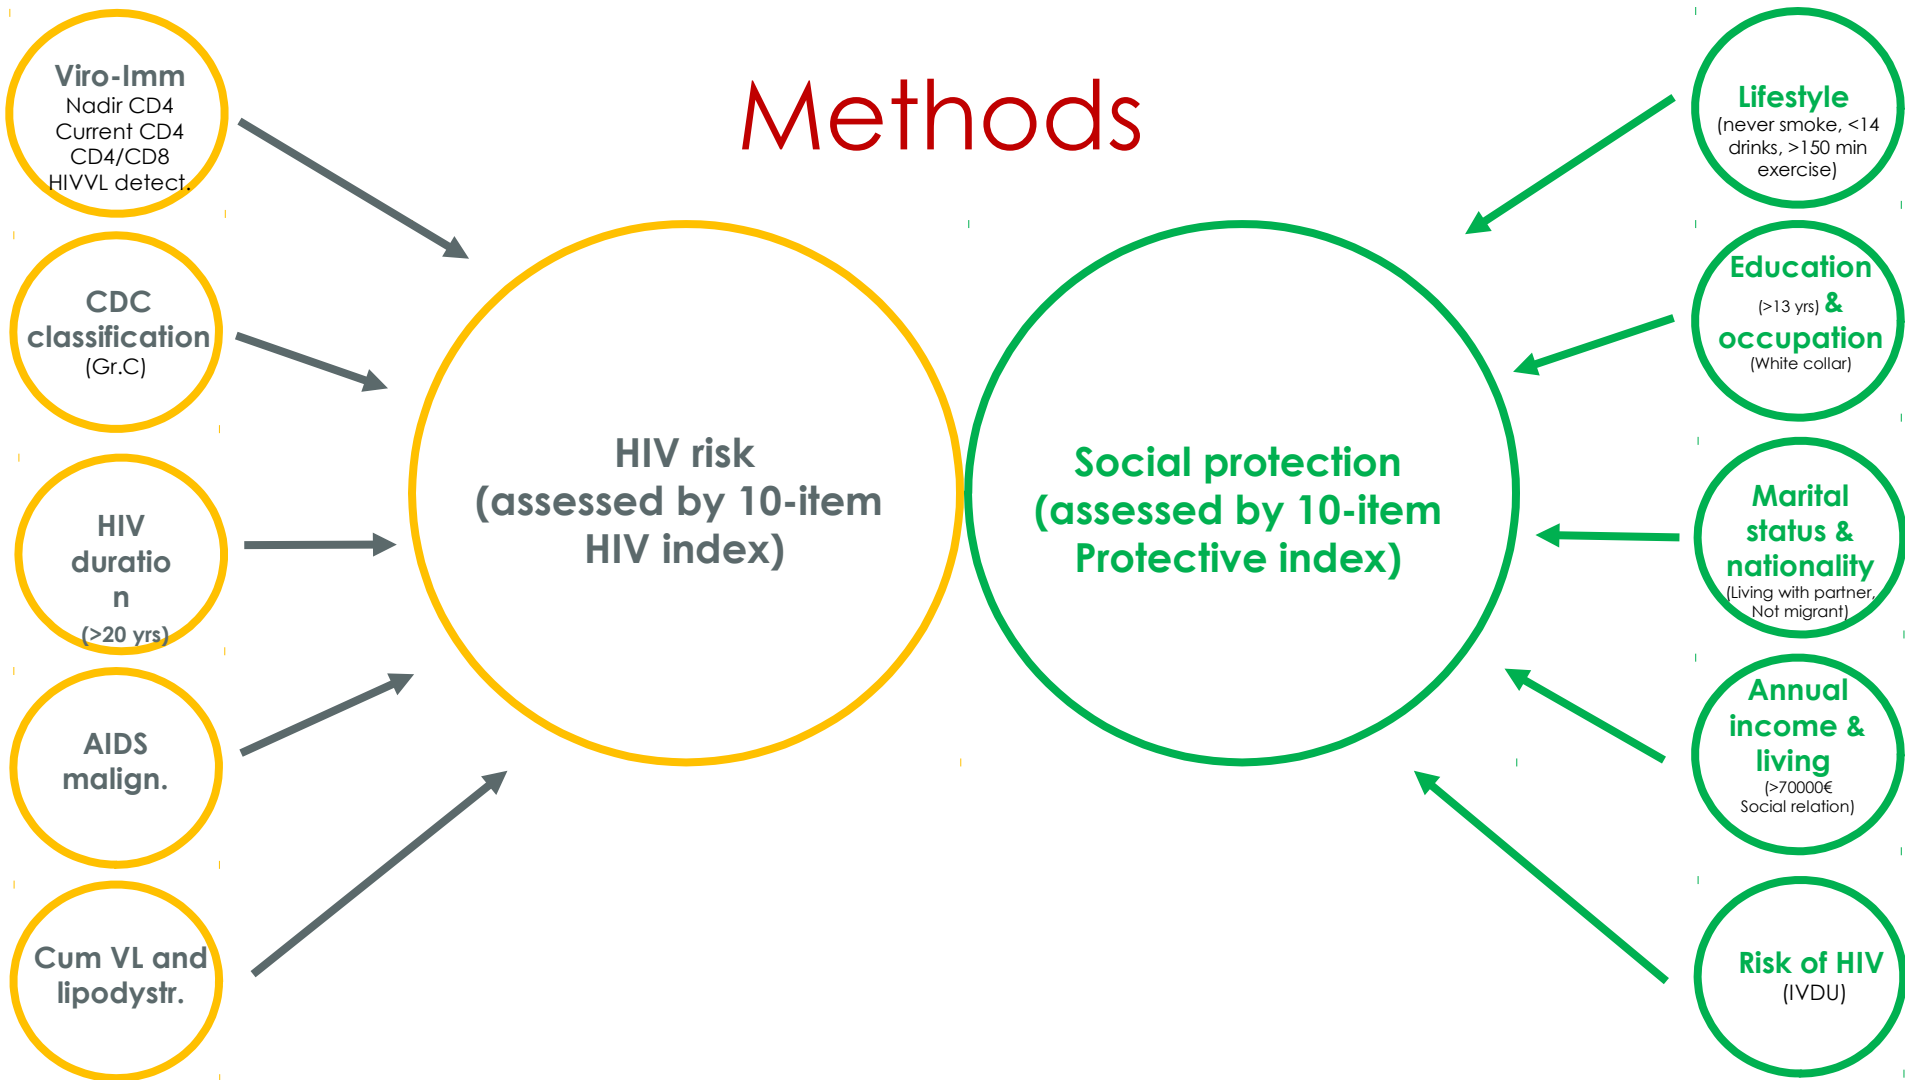 Methods
Viro-Imm
Nadir CD4
Current CD4
CD4/CD8
HIVVL detect.
CDC
classification
(Gr.C)
HIV
duratio
n
(>20 yrs)
AIDS
malign.
Cum VL and
lipodystr.
HIV risk
(assessed by 10-item
HIV index)
Social protection
(assessed by 10-item
Protective index)
Lifestyle
(never smoke, <14
drinks, >150 min
exercise)
Education
(>13 yrs) &
occupation
(White collar)
Marital
status &
nationality
(Living with partner,
Not migrant)
Annual
income &
living
(>70000€
Social relation)
Risk of HIV
(IVDU)